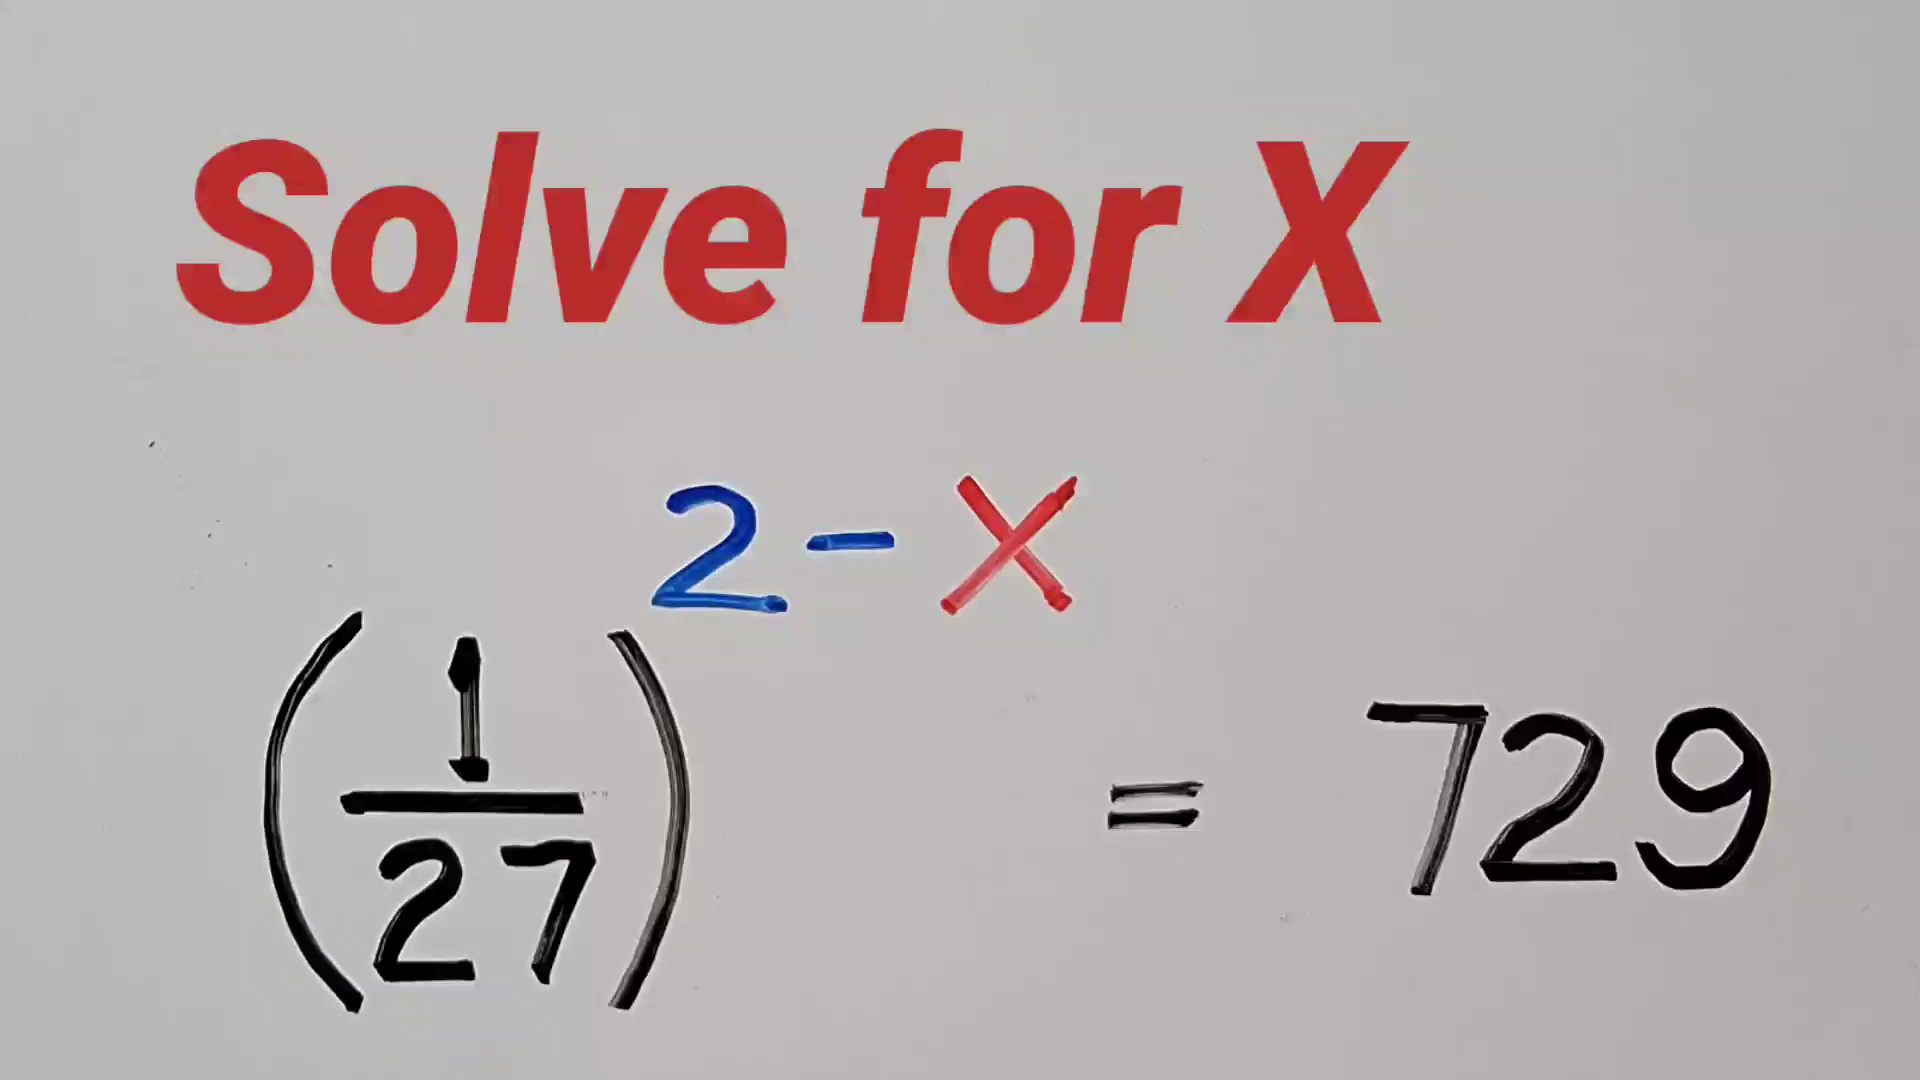 Solve for X
(1/27)^2-X = 729